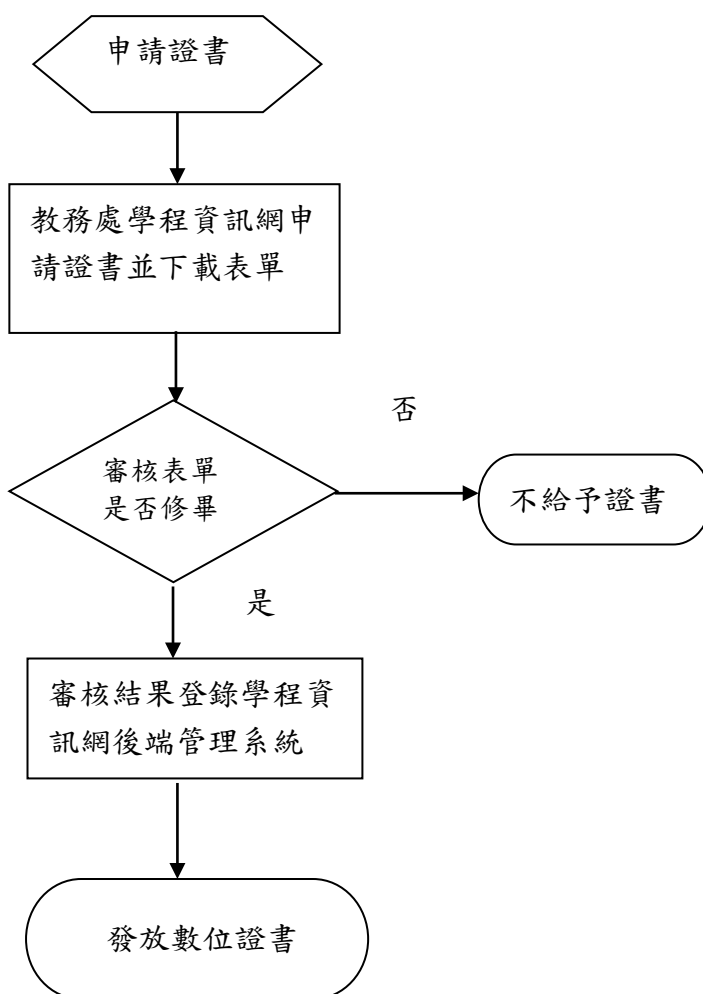 申請證書
教務處學程資訊網申
請證書並下載表單
否
審核表單
是否修畢
不給予證書
是
審核結果登錄學程資
訊網後端管理系統
發放數位證書